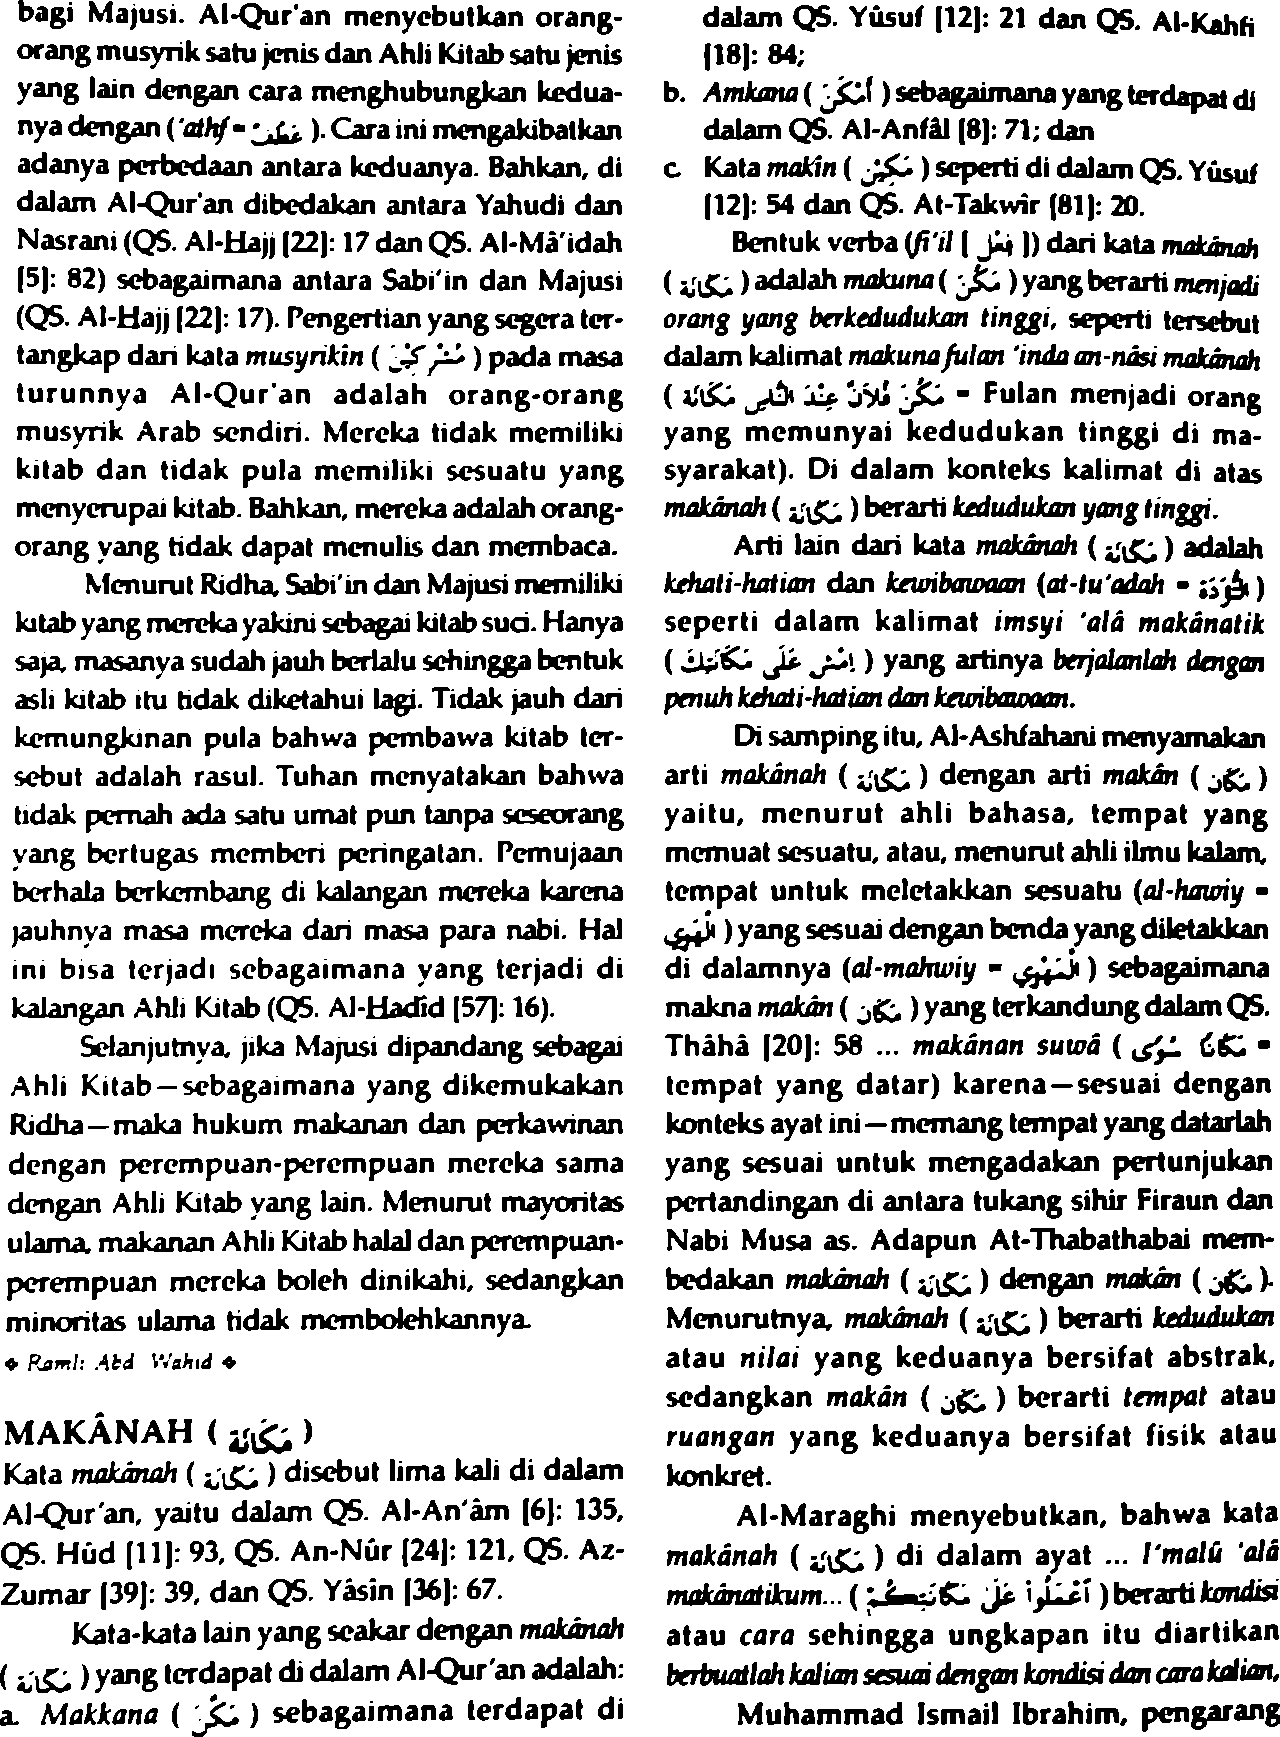 bagi Majusi. Al-Qur'an menyebutkan orang-
orang musyrik satu jenis dan Ahli Kitab satu jenis
yang lain dengan cara menghubungkan kedua-
nya dengan ('athf = عَطْف ). Cara ini mengakibatkan
adanya perbedaan antara keduanya. Bahkan, di
dalam Al-Qur'an dibedakan antara Yahudi dan
Nasrani (QS. Al-Hajj [22]: 17 dan QS. Al-Mâ'idah
[5]: 82) sebagaimana antara Sabi'in dan Majusi
(QS. Al-Hajj [22]: 17). Pengertian yang segera ter-
tangkap dari kata musyrikîn ( مُشْرِكِيْنَ ) pada masa
turunnya Al-Qur'an adalah orang-orang
musyrik Arab sendiri. Mereka tidak memiliki
kitab dan tidak pula memiliki sesuatu yang
menyerupai kitab. Bahkan, mereka adalah orang-
orang yang tidak dapat menulis dan membaca.
Menurut Ridha, Sabi'in dan Majusi memiliki
kitab yang mereka yakini sebagai kitab suci. Hanya
saja, masanya sudah jauh berlalu sehingga bentuk
asli kitab itu tidak diketahui lagi. Tidak jauh dari
kemungkinan pula bahwa pembawa kitab ter-
sebut adalah rasul. Tuhan menyatakan bahwa
tidak pernah ada satu umat pun tanpa seseorang
yang bertugas memberi peringatan. Pemujaan
berhala berkembang di kalangan mereka karena
jauhnya masa mereka dari masa para nabi. Hal
ini bisa terjadi sebagaimana yang terjadi di
kalangan Ahli Kitab (QS. Al-Hadîd [57]: 16).
Selanjutnya, jika Majusi dipandang sebagai
Ahli Kitab—sebagaimana yang dikemukakan
Ridha—maka hukum makanan dan perkawinan
dengan perempuan-perempuan mereka sama
dengan Ahli Kitab yang lain. Menurut mayoritas
ulama, makanan Ahli Kitab halal dan perempuan-
perempuan mereka boleh dinikahi, sedangkan
minoritas ulama tidak membolehkannya.
❖ Ramli Abd Wahid ❖
MAKÂNAH ( مَكَانَة )
Kata makânah ( مَكَانَة ) disebut lima kali di dalam
Al-Qur'an, yaitu dalam QS. Al-An'âm [6]: 135,
QS. Hûd [11]: 93, QS. An-Nûr [24]: 121, QS. Az-
Zumar [39]: 39, dan QS. Yâsîn [36]: 67.
Kata-kata lain yang seakar dengan makânah
( مَكَانَة ) yang terdapat di dalam Al-Qur'an adalah:
a. Makkana ( مَكَّنَ ) sebagaimana terdapat di
dalam QS. Yûsuf [12]: 21 dan QS. Al-Kahfi
[18]: 84;
b. Amkana ( أَمْكَنَ ) sebagaimana yang terdapat di
dalam QS. Al-Anfâl [8]: 71; dan
c. Kata makîn ( مَكِيْن ) seperti di dalam QS. Yûsuf
[12]: 54 dan QS. At-Takwîr [81]: 20.
Bentuk verba (fi'il [ فِعْل ]) dari kata makânah
( مَكَانَة ) adalah makuna ( مَكُنَ ) yang berarti menjadi
orang yang berkedudukan tinggi, seperti tersebut
dalam kalimat makuna fulan 'inda an-nâsi makânah
( مَكُنَ فُلَانٌ عِنْدَ النَّاسِ مَكَانَة = Fulan menjadi orang
yang memunyai kedudukan tinggi di ma-
syarakat). Di dalam konteks kalimat di atas
makânah ( مَكَانَة ) berarti kedudukan yang tinggi.
Arti lain dari kata makânah ( مَكَانَة ) adalah
kehati-hatian dan kewibawaan (at-tu'adah = التُّؤَدَة )
seperti dalam kalimat imsyi 'alâ makânatik
( اِمْشِ عَلَى مَكَانَتِكَ ) yang artinya berjalanlah dengan
penuh kehati-hatian dan kewibawaan.
Di samping itu, Al-Ashfahani menyamakan
arti makânah ( مَكَانَة ) dengan arti makân ( مَكَان )
yaitu, menurut ahli bahasa, tempat yang
memuat sesuatu, atau, menurut ahli ilmu kalam,
tempat untuk meletakkan sesuatu (al-hawiy =
الْهَوِي ) yang sesuai dengan benda yang diletakkan
di dalamnya (al-mahwiy = الْمَهْوِي ) sebagaimana
makna makân ( مَكَان ) yang terkandung dalam QS.
Thâhâ [20]: 58 ... makânan suwâ ( مَكَانًا سُوًى =
tempat yang datar) karena—sesuai dengan
konteks ayat ini—memang tempat yang datarlah
yang sesuai untuk mengadakan pertunjukan
pertandingan di antara tukang sihir Firaun dan
Nabi Musa as. Adapun At-Thabathabai mem-
bedakan makânah ( مَكَانَة ) dengan makân ( مَكَان ).
Menurutnya, makânah ( مَكَانَة ) berarti kedudukan
atau nilai yang keduanya bersifat abstrak,
sedangkan makân ( مَكَان ) berarti tempat atau
ruangan yang keduanya bersifat fisik atau
konkret.
Al-Maraghi menyebutkan, bahwa kata
makânah ( مَكَانَة ) di dalam ayat ... I'malû 'alâ
makânatikum... ( ٱعْمَلُوا۟ عَلَىٰ مَكَانَتِكُمْ ) berarti kondisi
atau cara sehingga ungkapan itu diartikan
berbuatlah kalian sesuai dengan kondisi dan cara kalian,
Muhammad Ismail Ibrahim, pengarang